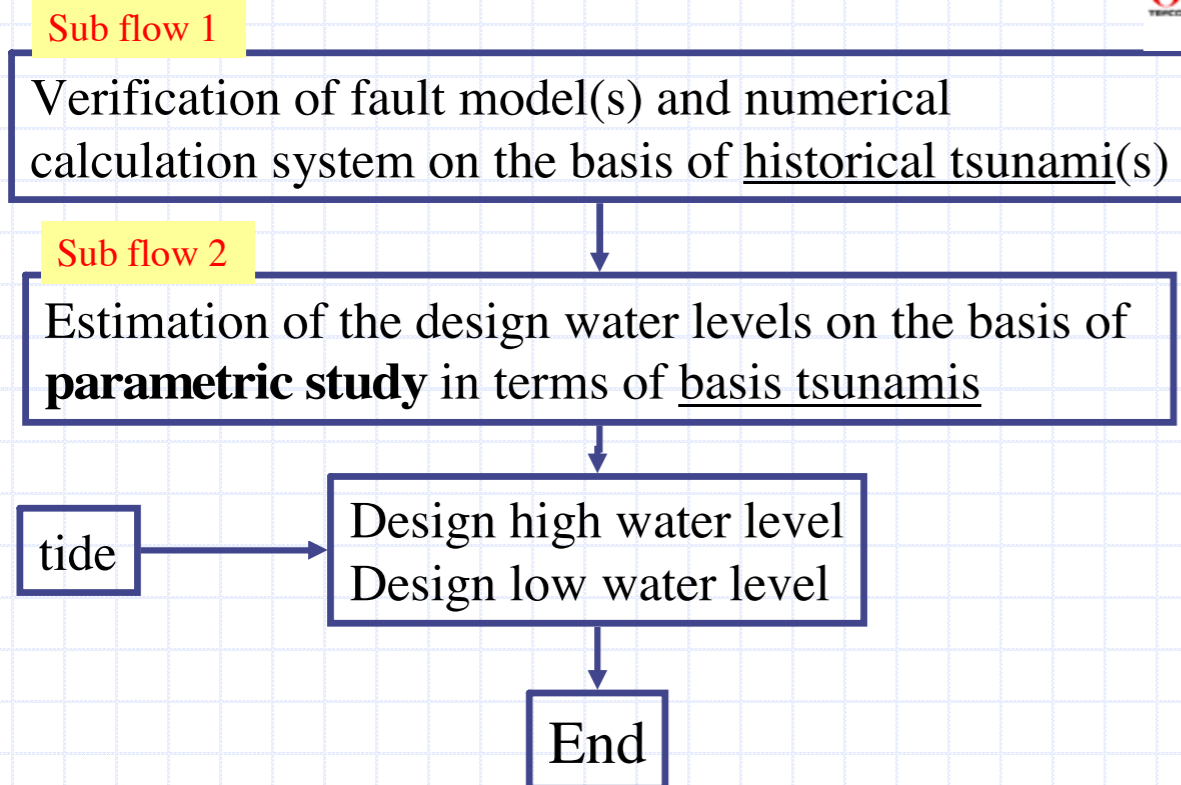 TEPCO
Sub flow 1
Verification of fault model(s) and numerical
calculation system on the basis of historical tsunami(s)
Sub flow 2
Estimation of the design water levels on the basis of
parametric study in terms of basis tsunamis
tide
Design high water level
Design low water level
End